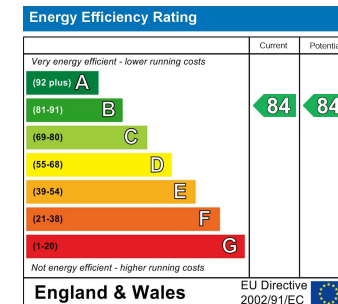 Energy Efficiency Rating
Current Potentia
Very energy efficient - lower running costs
(92 plus) A
(81-91) B
84 84
(69-80) C
(55-68) D
(39-54) E
(21-38) F
(1-20) G
Not energy efficient - higher running costs
England & Wales
EU Directive
2002/91/EC